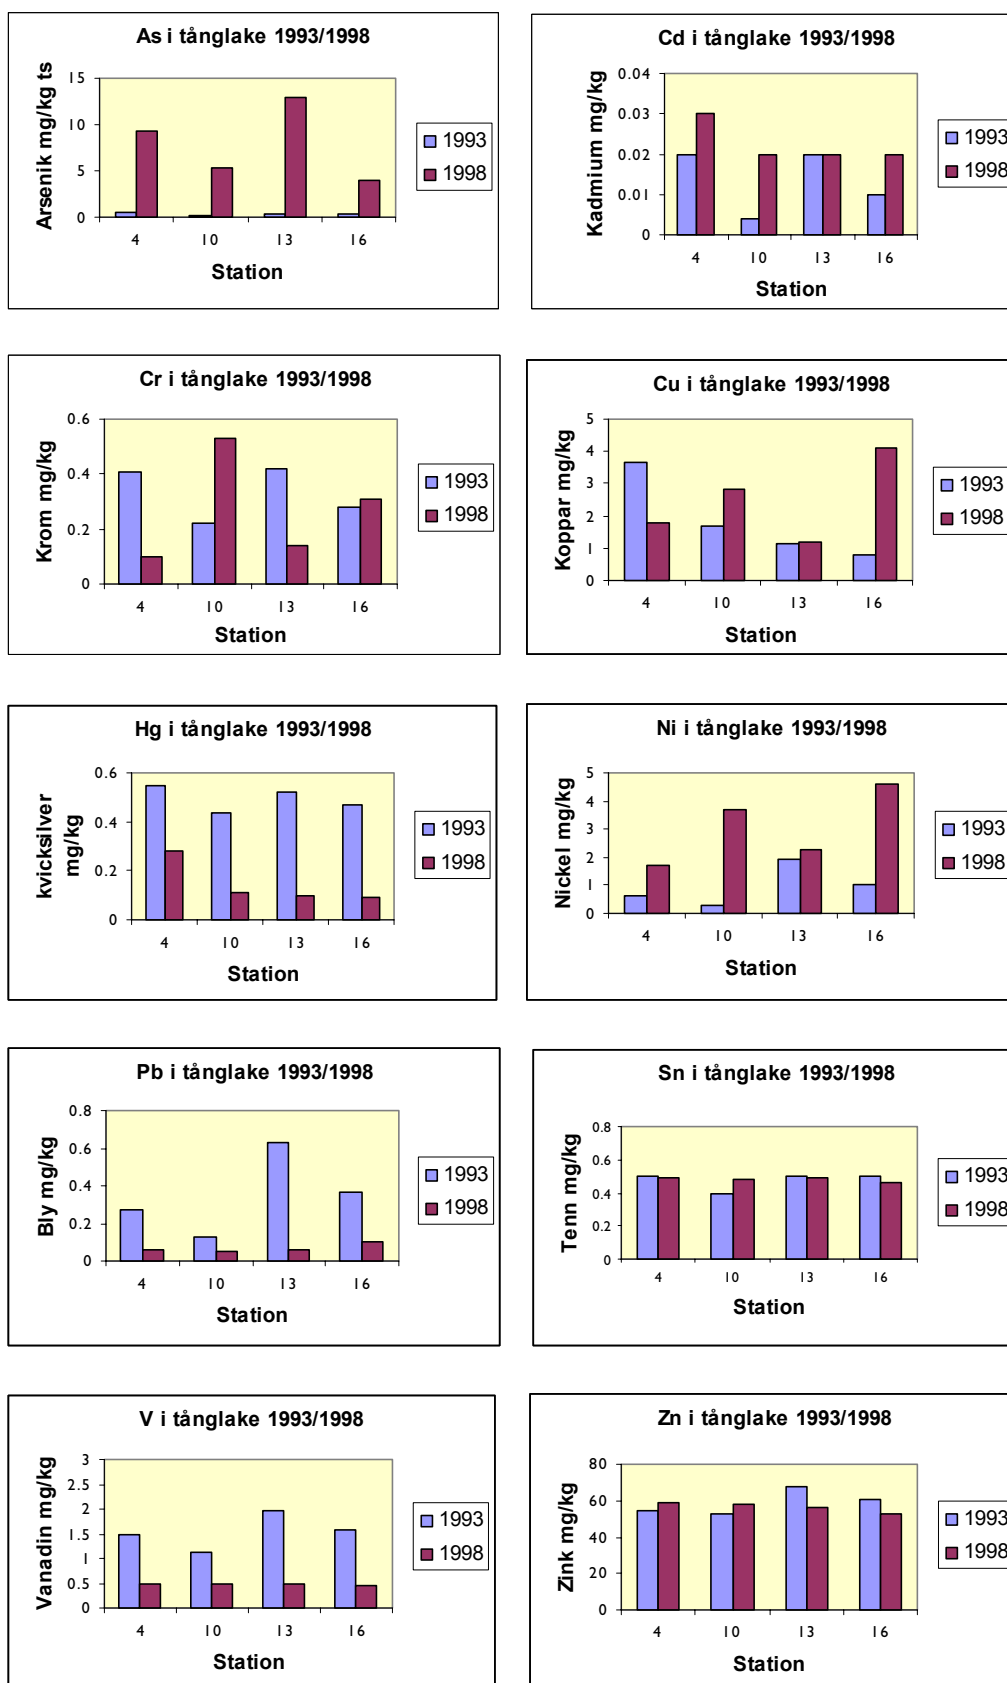 As i tånglake 1993/1998
Arsenik mg/kg ts
15
10
5
0
4 10 13 16
Station
1993
1998
Cd i tånglake 1993/1998
Kadmium mg/kg
0.04
0.03
0.02
0.01
0
4 10 13 16
Station
1993
1998
Cr i tånglake 1993/1998
Krom mg/kg
0.6
0.4
0.2
0
4 10 13 16
Station
1993
1998
Cu i tånglake 1993/1998
Koppar mg/kg
5
4
3
2
1
0
4 10 13 16
Station
1993
1998
Hg i tånglake 1993/1998
kvicksilver
mg/kg
0.6
0.4
0.2
0
4 10 13 16
Station
1993
1998
Ni i tånglake 1993/1998
Nickel mg/kg
5
4
3
2
1
0
4 10 13 16
Station
1993
1998
Pb i tånglake 1993/1998
Bly mg/kg
0.8
0.6
0.4
0.2
0
4 10 13 16
Station
1993
1998
Sn i tånglake 1993/1998
Tenn mg/kg
0.8
0.6
0.4
0.2
0
4 10 13 16
Station
1993
1998
V i tånglake 1993/1998
Vanadin mg/kg
3
2.5
2
1.5
1
0.5
0
4 10 13 16
Station
1993
1998
Zn i tånglake 1993/1998
Zink mg/kg
80
60
40
20
0
4 10 13 16
Station
1993
1998